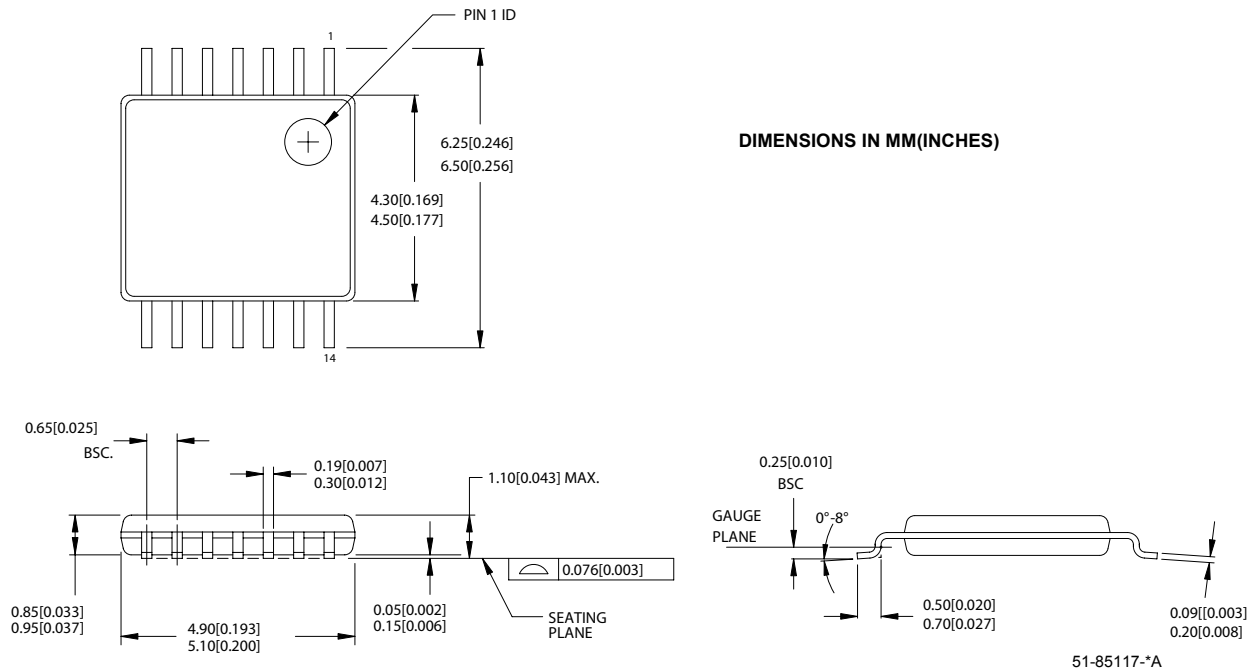 PIN 1 ID
1
6.25[0.246]
6.50[0.256]
DIMENSIONS IN MM(INCHES)
4.30[0.169]
4.50[0.177]
14
0.65[0.025]
BSC.
0.19[0.007]
0.30[0.012]
1.10[0.043] MAX.
0.85[0.033]
0.95[0.037]
4.90[0.193]
5.10[0.200]
0.05[0.002]
0.15[0.006]
SEATING
PLANE
0.076[0.003]
0.25[0.010]
BSC
GAUGE
PLANE
0°-8°
0.50[0.020]
0.70[0.027]
0.09[[0.003]
0.20[0.008]
51-85117-*A